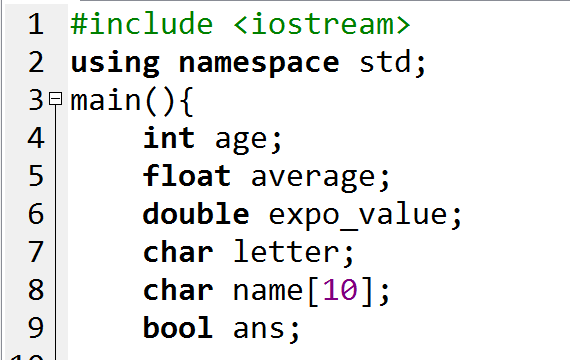 1 #include <iostream>
2 using namespace std;
3 main(){
4 int age;
5 float average;
6 double expo_value;
7 char letter;
8 char name[10];
9 bool ans;